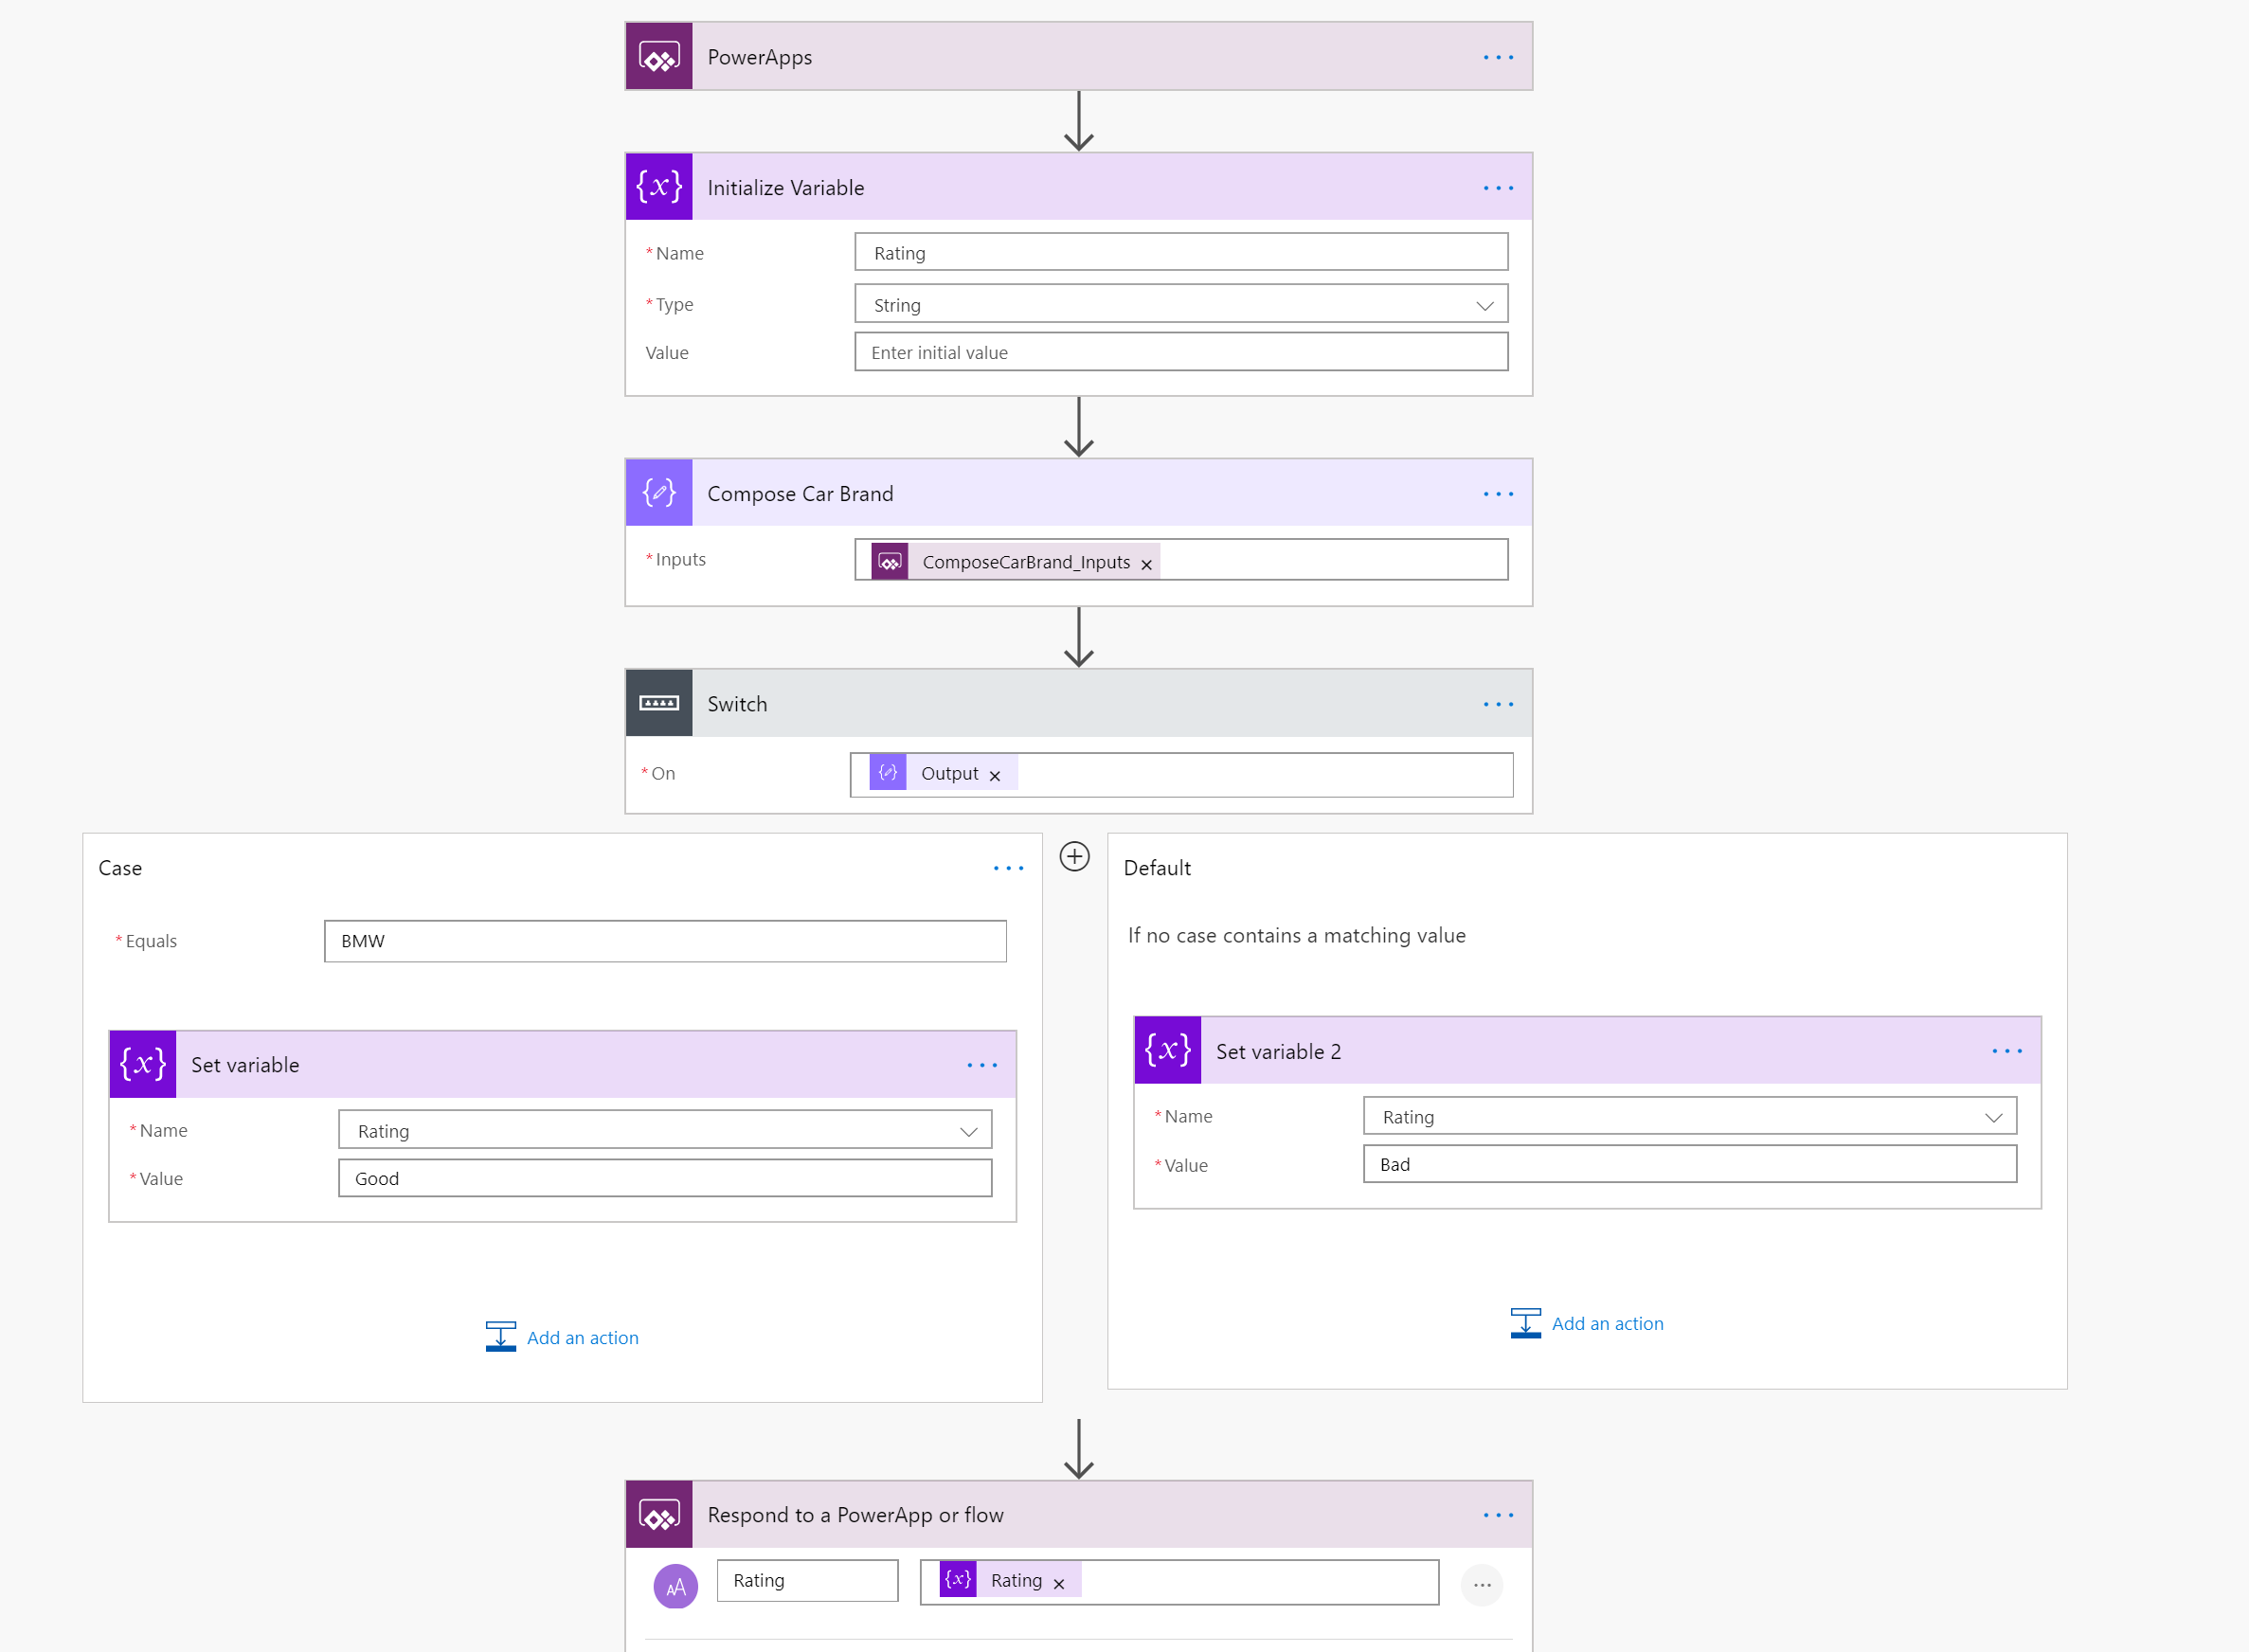 PowerApps
Initialize Variable
* Name Rating
* Type String
Value Enter initial value
Compose Car Brand
* Inputs ComposeCarBrand_Inputs ×
Switch
* On Output ×
Case
* Equals BMW
Set variable
* Name Rating
* Value Good
Add an action
Default
If no case contains a matching value
Set variable 2
* Name Rating
* Value Bad
Add an action
Respond to a PowerApp or flow
Rating Rating ×